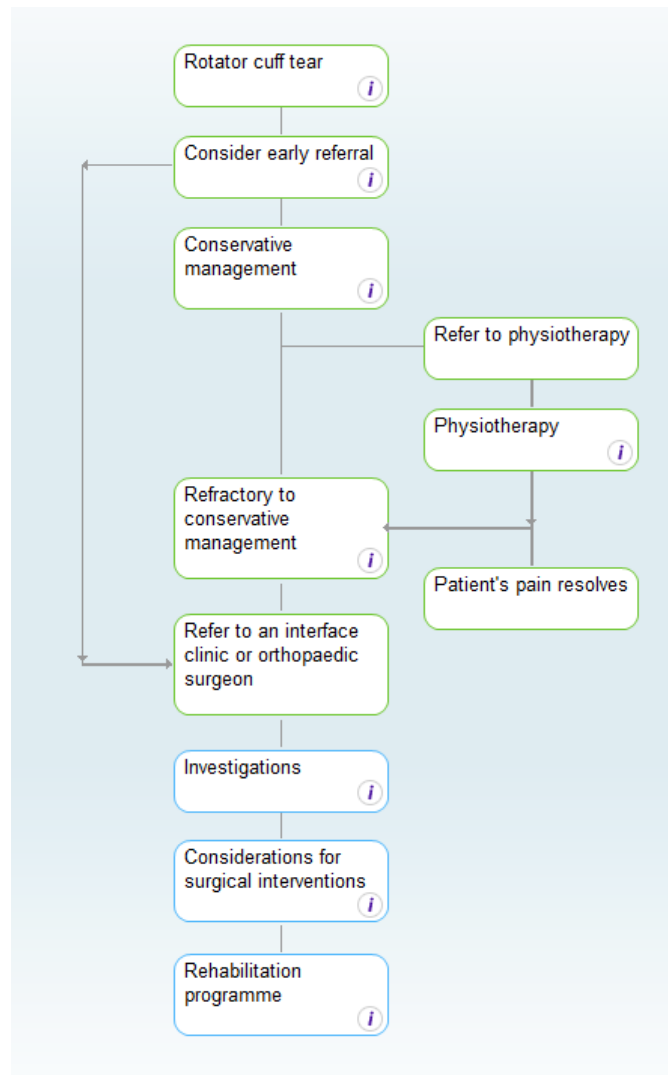 Rotator cuff tear
i
Consider early referral
i
Conservative
management
i
Refer to physiotherapy
Physiotherapy
i
Refractory to
conservative
management
i
Patient's pain resolves
Refer to an interface
clinic or orthopaedic
surgeon
Investigations
i
Considerations for
surgical interventions
i
Rehabilitation
programme
i